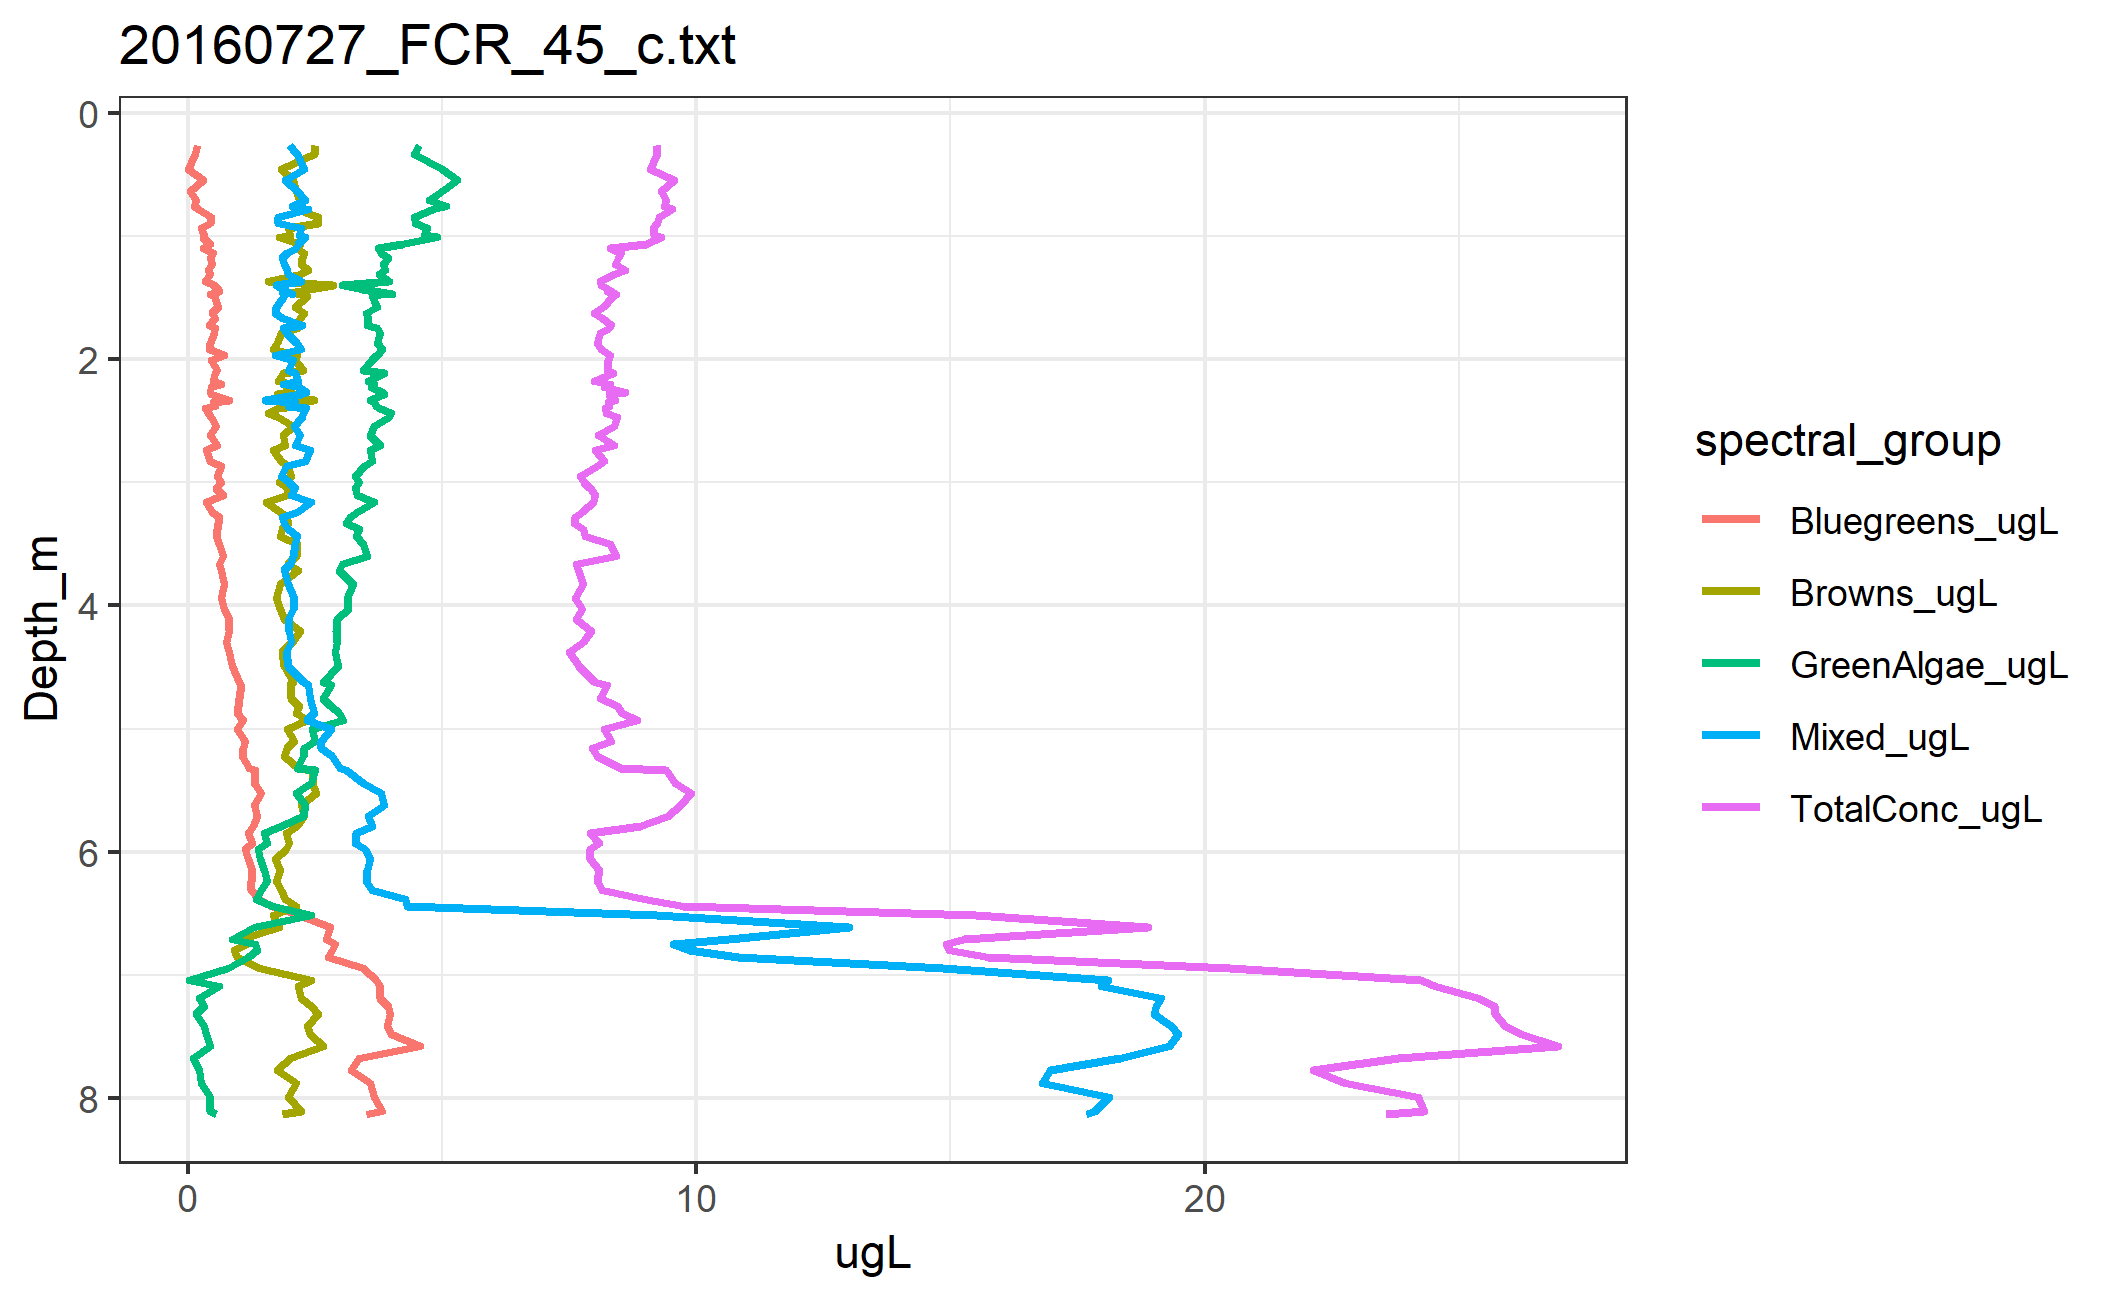 20160727_FCR_45_c.txt
0
2
4
6
8
Depth_m
0 10 20
ugL
spectral_group
Bluegreens_ugL
Browns_ugL
GreenAlgae_ugL
Mixed_ugL
TotalConc_ugL